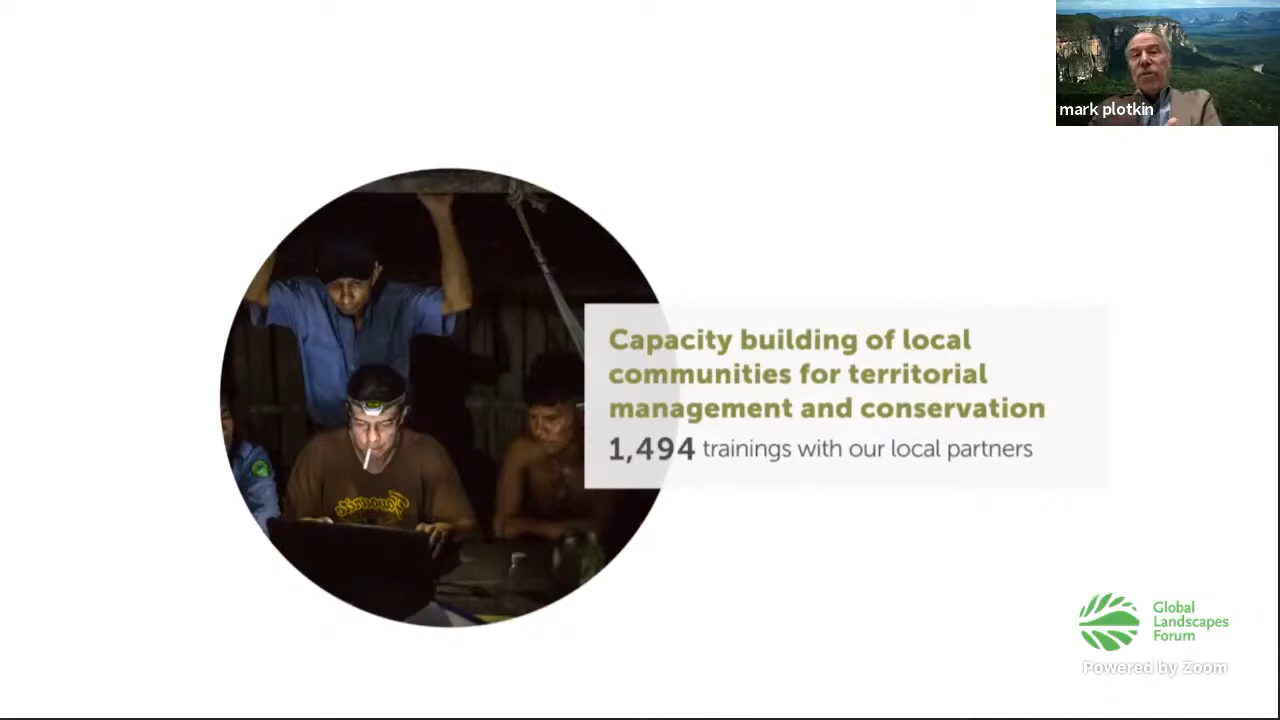 mark plotkin
Capacity building of local
communities for territorial
management and conservation
1,494 trainings with our local partners
Global
Landscapes
Forum
Powered by Zoom